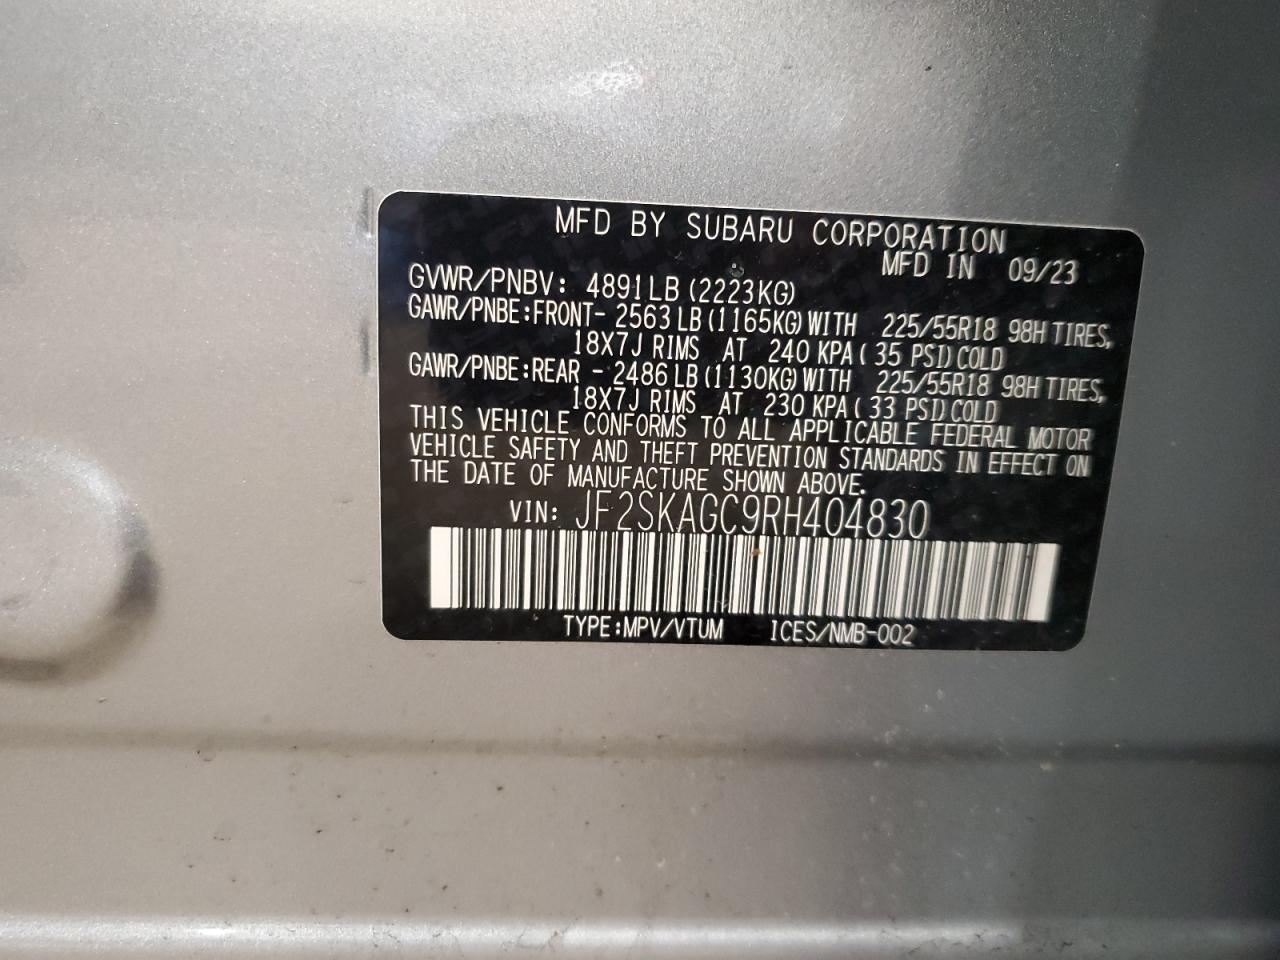 MFD BY SUBARU CORPORATION
MFD IN 09/23
GVWR/PNBV: 4891LB (2223KG)
GAWR/PNBE:FRONT- 2563LB(1165KG)WITH 225/55R18 98H TIRES,
18X7J RIMS AT 240 KPA( 35 PSI)COLD
GAWR/PNBE:REAR - 2486LB(1130KG)WITH 225/55R18 98H TIRES,
18X7J RIMS AT 230 KPA( 33 PSI)COLD
THIS VEHICLE CONFORMS TO ALL APPLICABLE FEDERAL MOTOR
VEHICLE SAFETY AND THEFT PREVENTION STANDARDS IN EFFECT ON
THE DATE OF MANUFACTURE SHOWN ABOVE.
VIN: JF2SKAGC9RH404830
TYPE:MPV/VTUM ICES/NMB-002